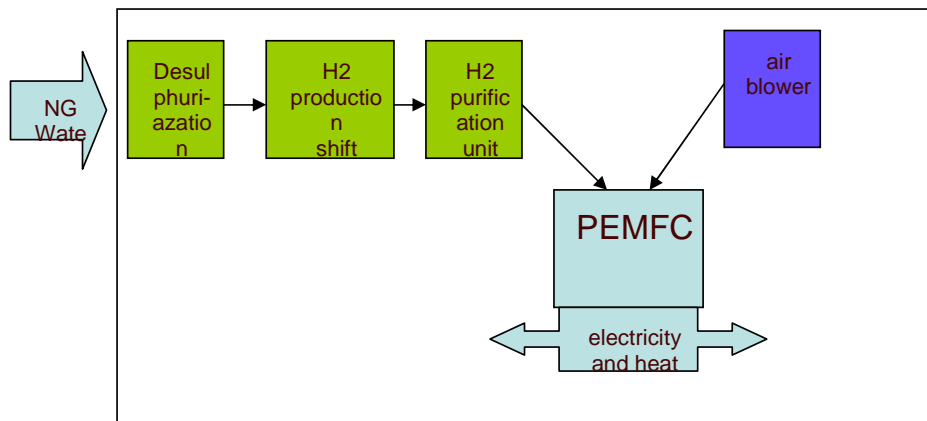 NG
Wate
Desul
phuri-
azatio
n
H2
productio
n
shift
H2
purific
ation
unit
air
blower
PEMFC
electricity
and heat